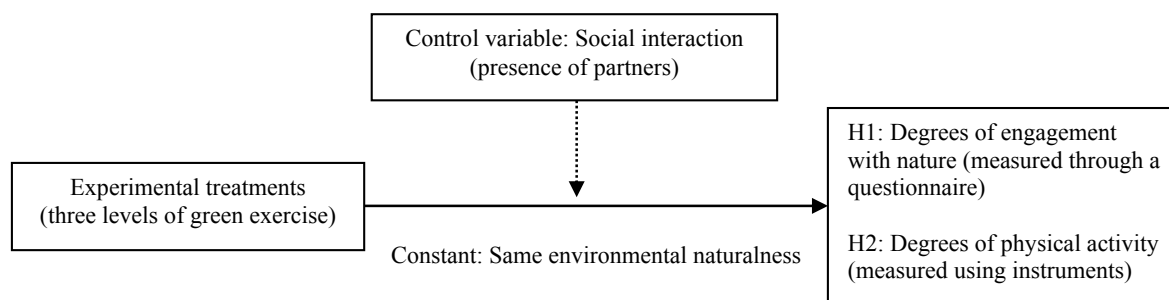 Control variable: Social interaction
(presence of partners)
Experimental treatments
(three levels of green exercise)
Constant: Same environmental naturalness
H1: Degrees of engagement
with nature (measured through a
questionnaire)
H2: Degrees of physical activity
(measured using instruments)